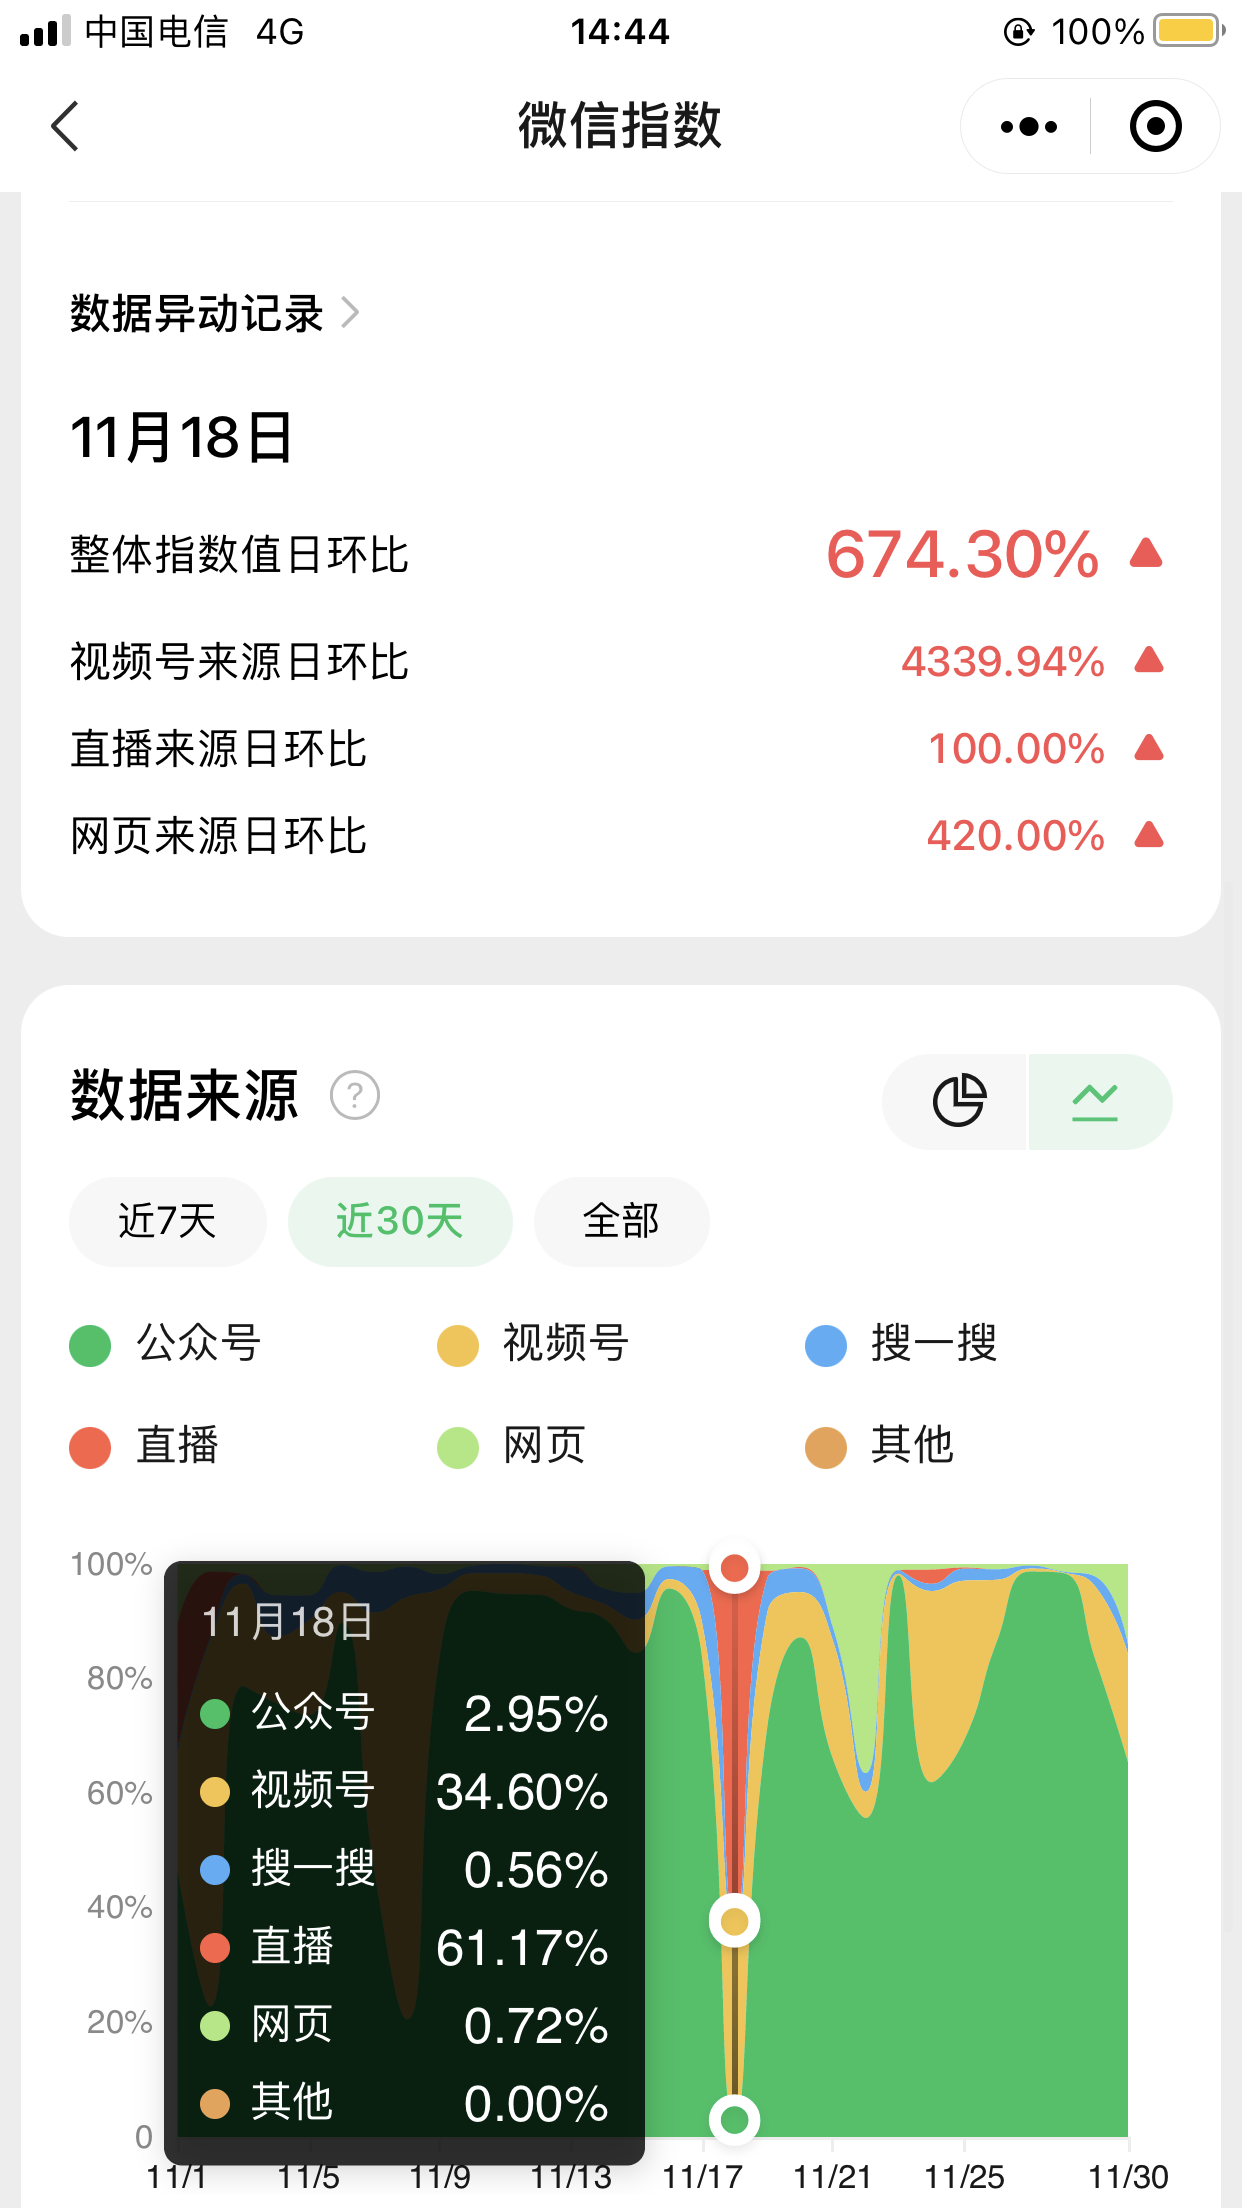 中国电信 4G 14:44 100%
微信指数
数据异动记录
11月18日
整体指数值日环比 674.30%
视频号来源日环比 4339.94%
直播来源日环比 100.00%
网页来源日环比 420.00%
数据来源 ?
近7天 近30天 全部
公众号 视频号 搜一搜
直播 网页 其他
100%
80%
60%
40%
20%
0
11月18日
公众号 2.95%
视频号 34.60%
搜一搜 0.56%
直播 61.17%
网页 0.72%
其他 0.00%
11/1 11/5 11/9 11/13 11/17 11/21 11/25 11/30